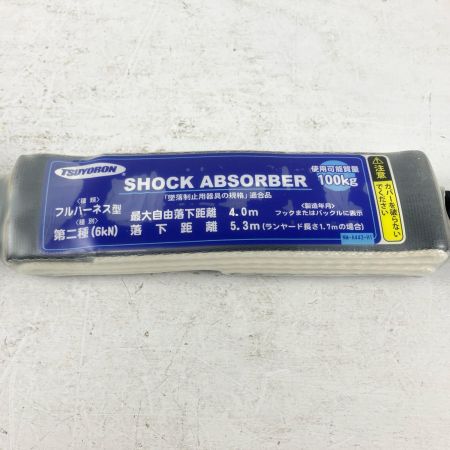 TSUYORON
SHOCK ABSORBER
「墜落制止用器具の規格」適合品
使用可能質量
100kg
〈種類〉
フルハーネス型
〈種別〉
第二種(6kN)
最大自由落下距離 4.0m
落下距離 5.3m(ランヤード長さ1.7mの場合)
〈製造年月〉
フックまたはバックルに表示
注意
カバーを破らない
でください